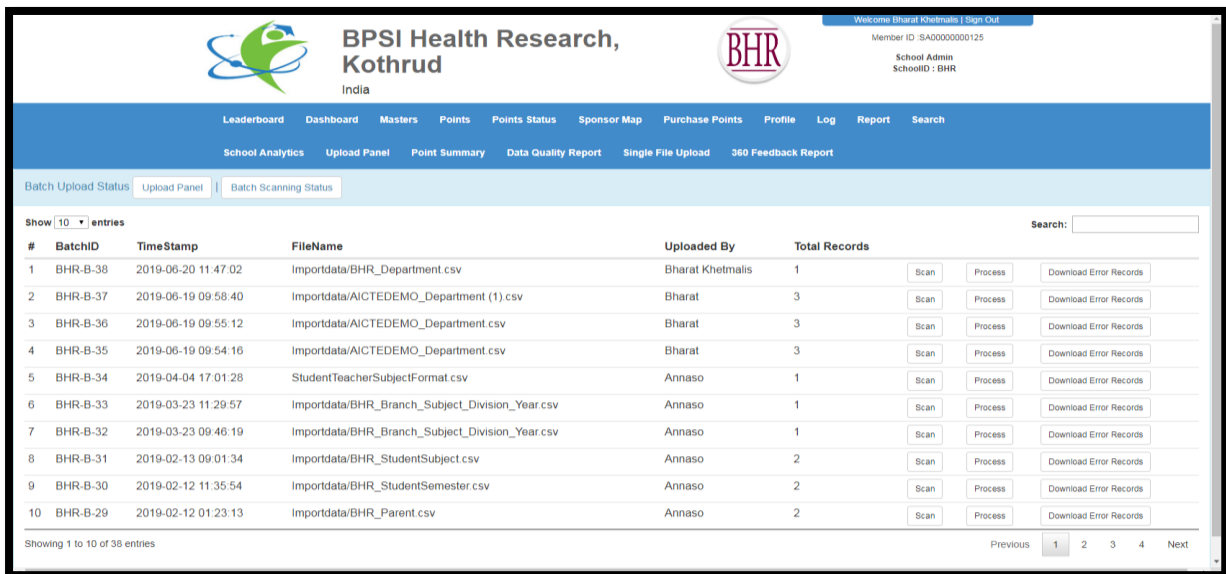 Welcome Bharat Khetmalis | Sign Out
BPSI Health Research, Kothrud
India
BHR
Member ID :SA00000000125
School Admin
SchoolID : BHR
Leaderboard Dashboard Masters Points Points Status Sponsor Map Purchase Points Profile Log Report Search
School Analytics Upload Panel Point Summary Data Quality Report Single File Upload 360 Feedback Report
Batch Upload Status Upload Panel | Batch Scanning Status
Show 10 entries Search:
# BatchID TimeStamp FileName Uploaded By Total Records
1 BHR-B-38 2019-06-20 11:47:02 Importdata/BHR_Department.csv Bharat Khetmalis 1 Scan Process Download Error Records
2 BHR-B-37 2019-06-19 09:58:40 Importdata/AICTEDEMO_Department (1).csv Bharat 3 Scan Process Download Error Records
3 BHR-B-36 2019-06-19 09:55:12 Importdata/AICTEDEMO_Department.csv Bharat 3 Scan Process Download Error Records
4 BHR-B-35 2019-06-19 09:54:16 Importdata/AICTEDEMO_Department.csv Bharat 3 Scan Process Download Error Records
5 BHR-B-34 2019-04-04 17:01:28 StudentTeacherSubjectFormat.csv Annaso 1 Scan Process Download Error Records
6 BHR-B-33 2019-03-23 11:29:57 Importdata/BHR_Branch_Subject_Division_Year.csv Annaso 1 Scan Process Download Error Records
7 BHR-B-32 2019-03-23 09:46:19 Importdata/BHR_Branch_Subject_Division_Year.csv Annaso 1 Scan Process Download Error Records
8 BHR-B-31 2019-02-13 09:01:34 Importdata/BHR_StudentSubject.csv Annaso 2 Scan Process Download Error Records
9 BHR-B-30 2019-02-12 11:35:54 Importdata/BHR_StudentSemester.csv Annaso 2 Scan Process Download Error Records
10 BHR-B-29 2019-02-12 01:23:13 Importdata/BHR_Parent.csv Annaso 2 Scan Process Download Error Records
Showing 1 to 10 of 38 entries Previous 1 2 3 4 Next